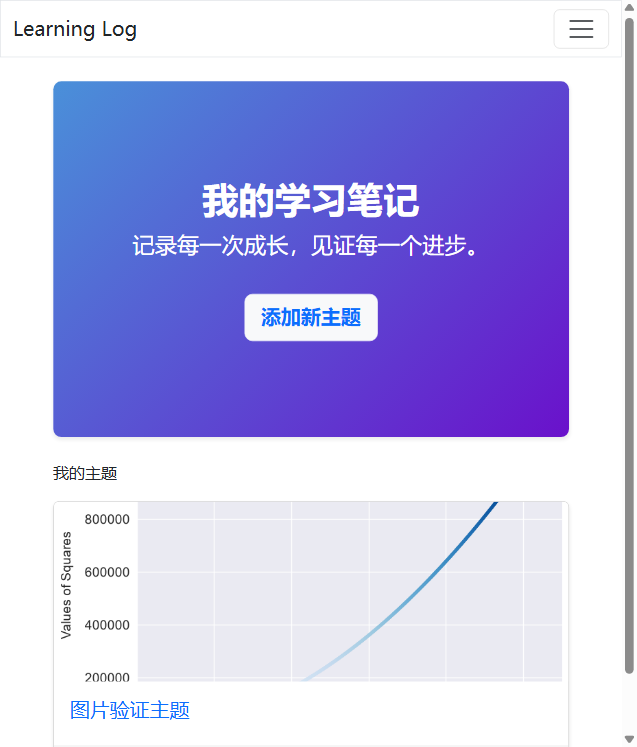 Learning Log
我的学习笔记
记录每一次成长，见证每一个进步。
添加新主题
我的主题
800000
600000
400000
200000
Values of Squares
图片验证主题